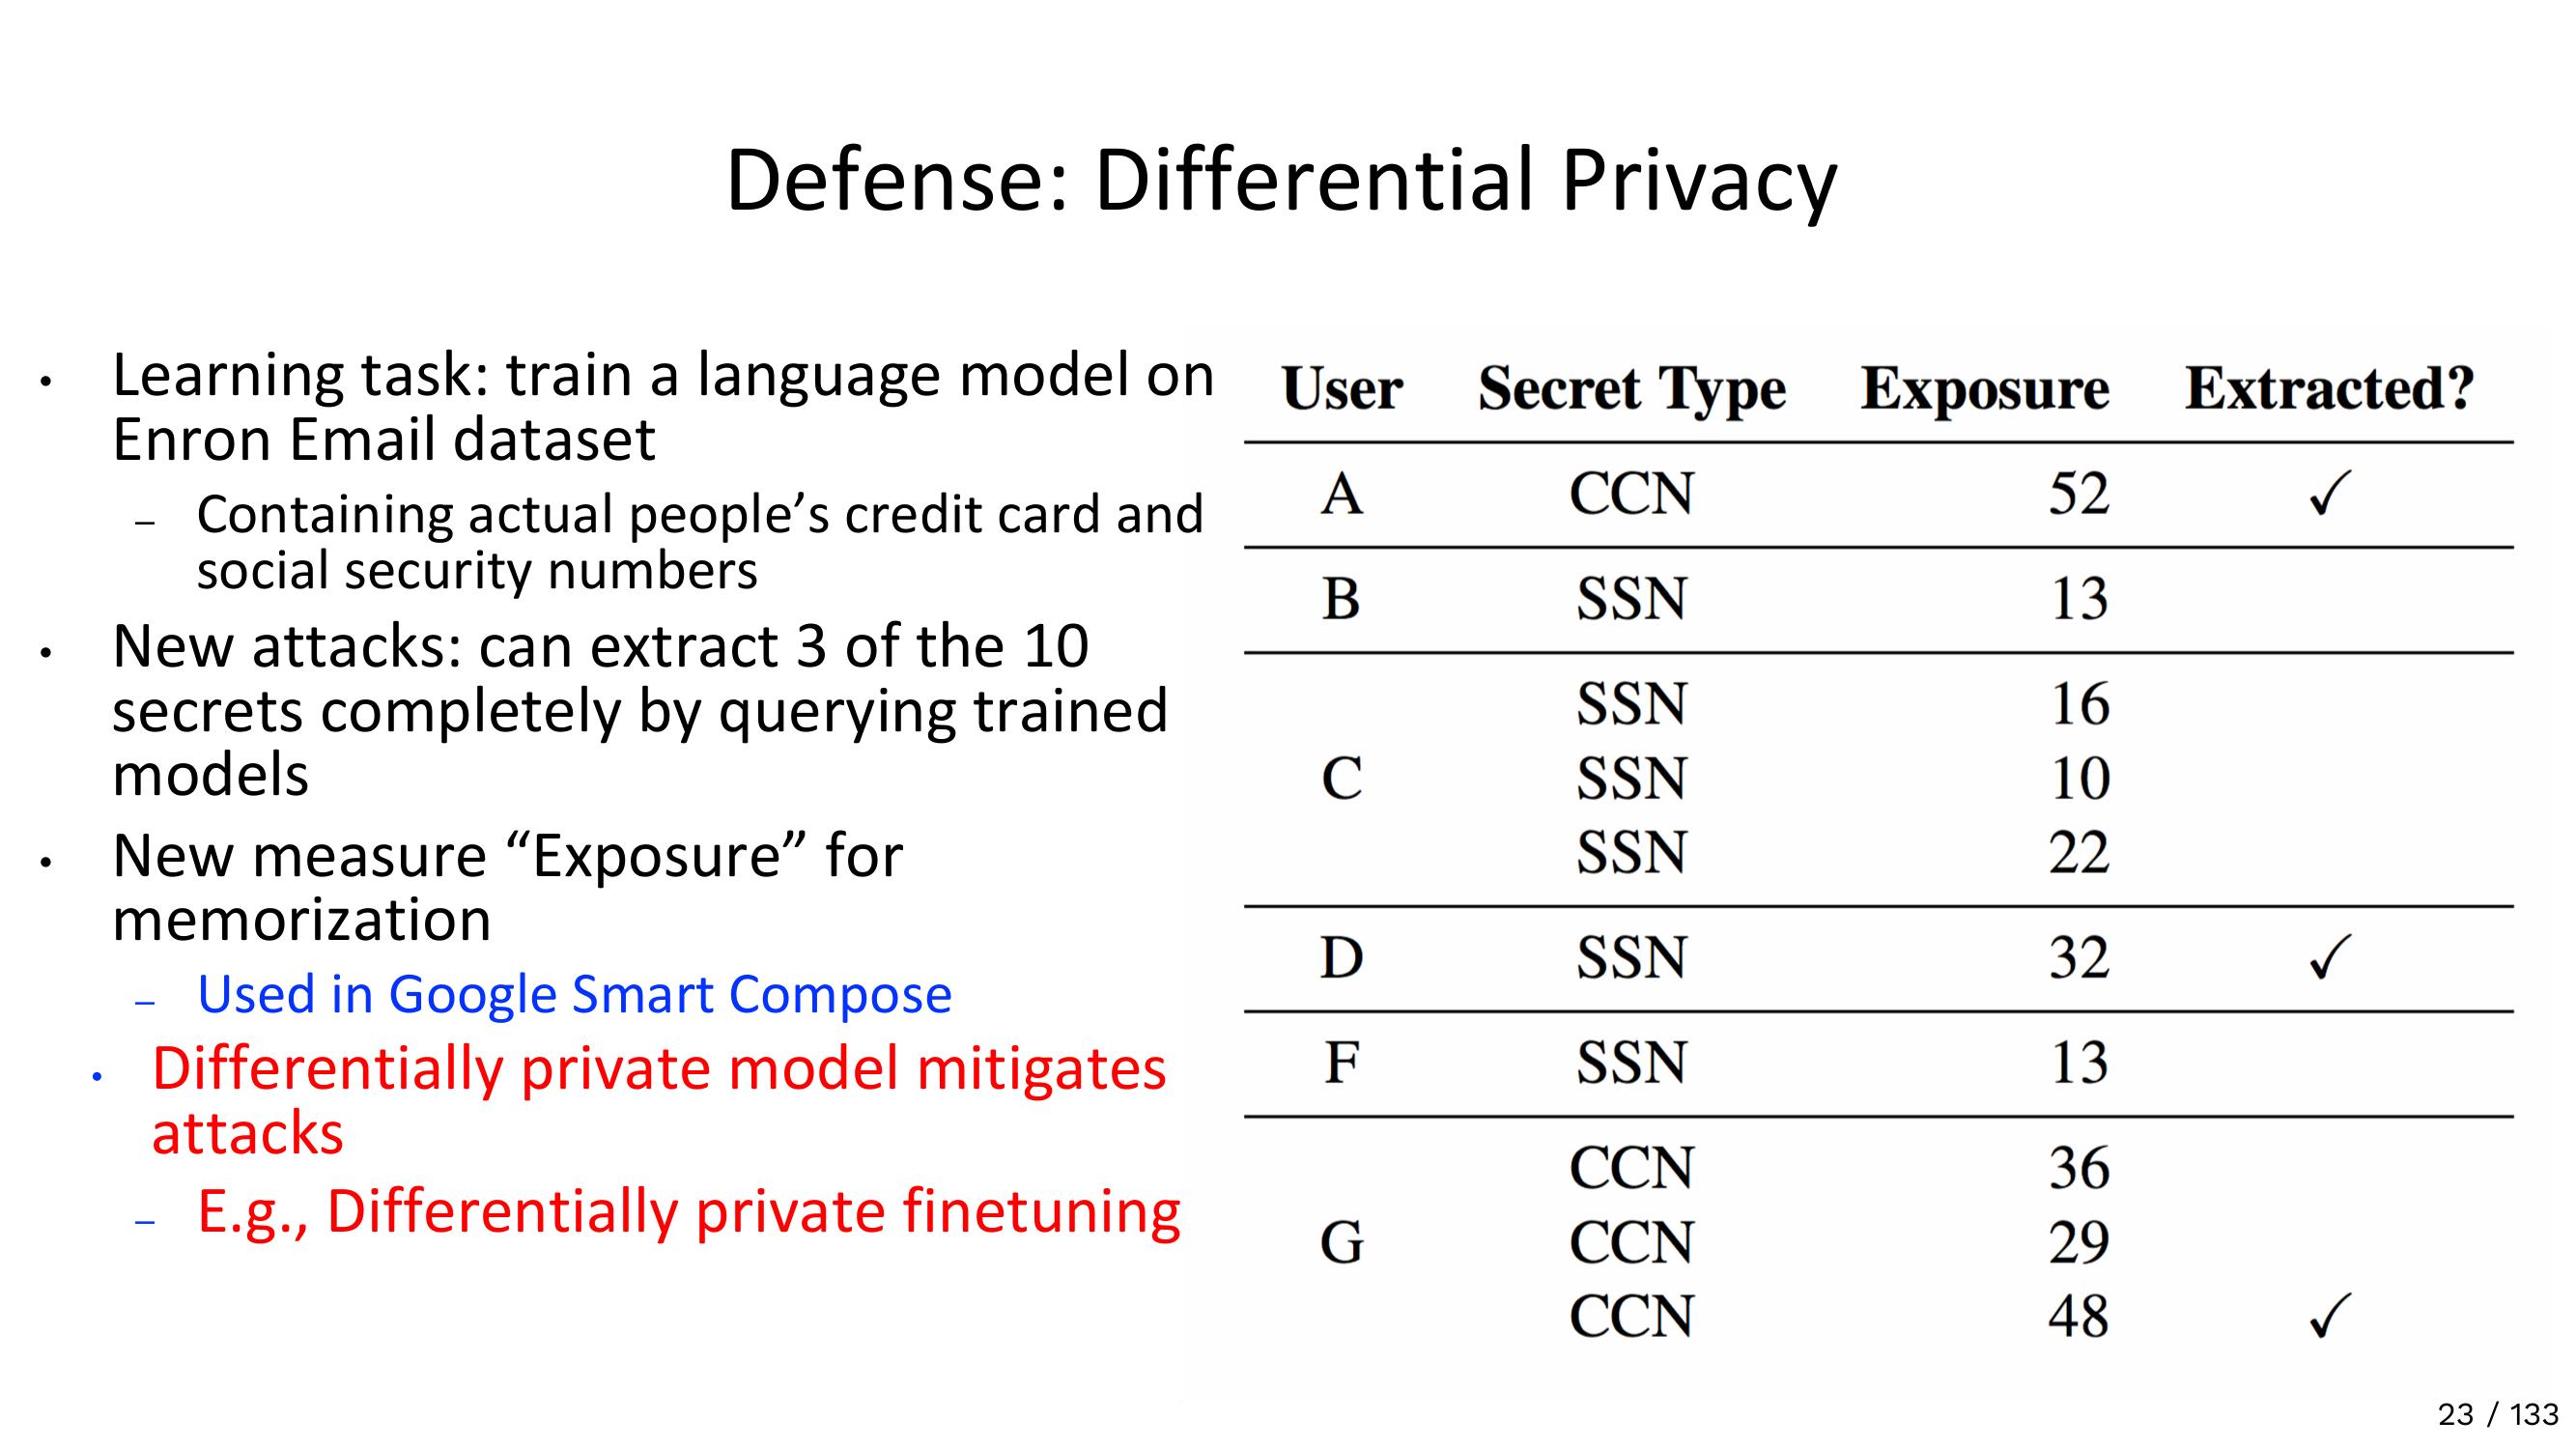 Defense: Differential Privacy
• Learning task: train a language model on
Enron Email dataset
– Containing actual people’s credit card and
social security numbers
• New attacks: can extract 3 of the 10
secrets completely by querying trained
models
• New measure “Exposure” for
memorization
– Used in Google Smart Compose
• Differentially private model mitigates
attacks
– E.g., Differentially private finetuning
User Secret Type Exposure Extracted?
A CCN 52 ✓
B SSN 13
SSN 16
C SSN 10
SSN 22
D SSN 32 ✓
F SSN 13
CCN 36
G CCN 29
CCN 48 ✓
23 / 133